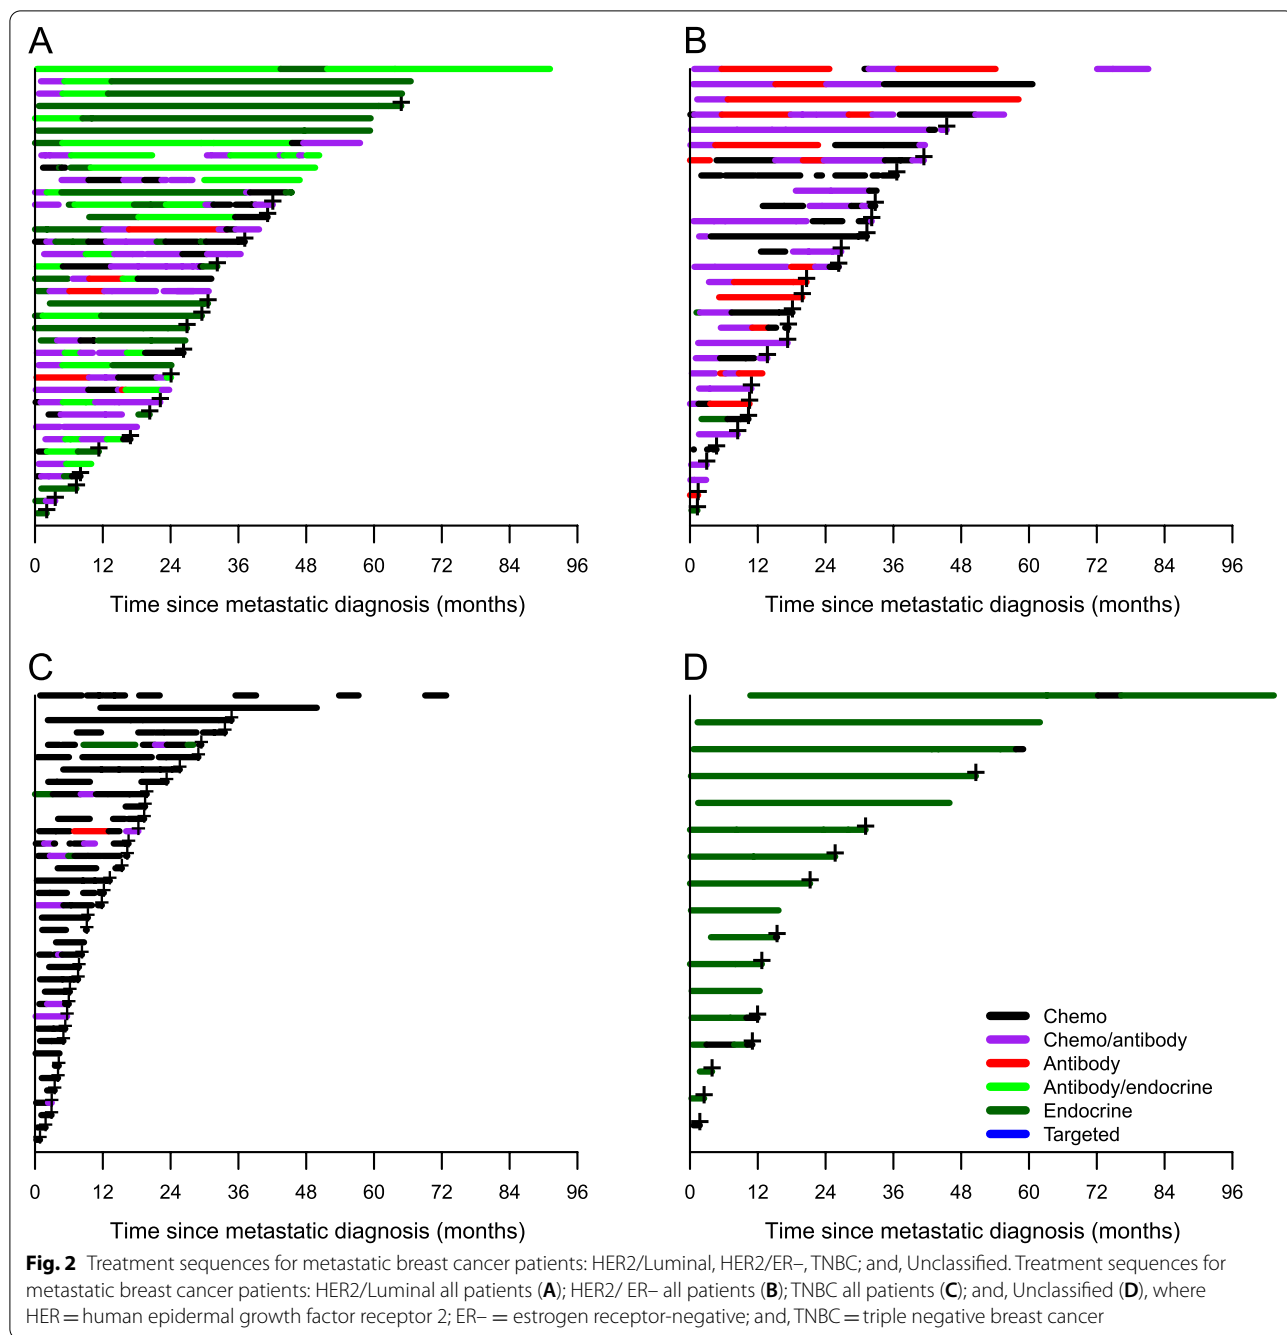 A
B
0 12 24 36 48 60 72 84 96
Time since metastatic diagnosis (months)
0 12 24 36 48 60 72 84 96
Time since metastatic diagnosis (months)
C
D
Chemo
Chemo/antibody
Antibody
Antibody/endocrine
Endocrine
Targeted
0 12 24 36 48 60 72 84 96
Time since metastatic diagnosis (months)
0 12 24 36 48 60 72 84 96
Time since metastatic diagnosis (months)
Fig. 2 Treatment sequences for metastatic breast cancer patients: HER2/Luminal, HER2/ER–, TNBC; and, Unclassified. Treatment sequences for
metastatic breast cancer patients: HER2/Luminal all patients (A); HER2/ ER– all patients (B); TNBC all patients (C); and, Unclassified (D), where
HER = human epidermal growth factor receptor 2; ER– = estrogen receptor-negative; and, TNBC = triple negative breast cancer